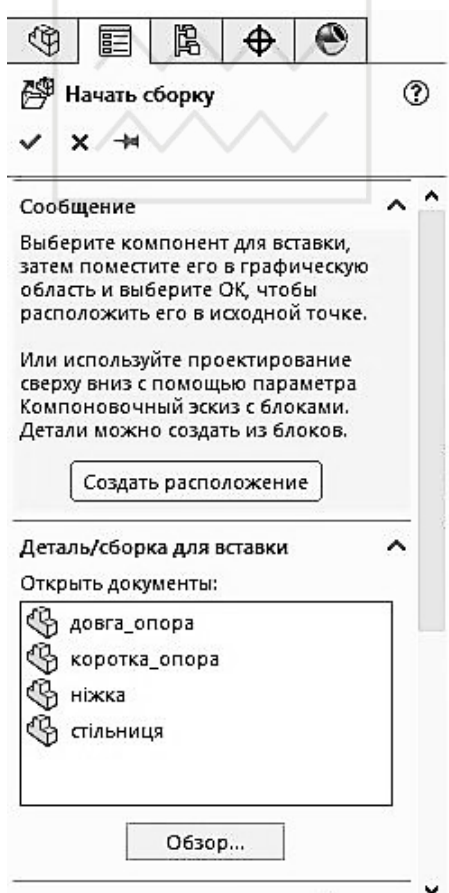 Начать сборку
Сообщение
Выберите компонент для вставки,
затем поместите его в графическую
область и выберите ОК, чтобы
расположить его в исходной точке.
Или используйте проектирование
сверху вниз с помощью параметра
Компоновочный эскиз с блоками.
Детали можно создать из блоков.
Создать расположение
Деталь/сборка для вставки
Открыть документы:
довга_опора
коротка_опора
ніжка
стільниця
Обзор...